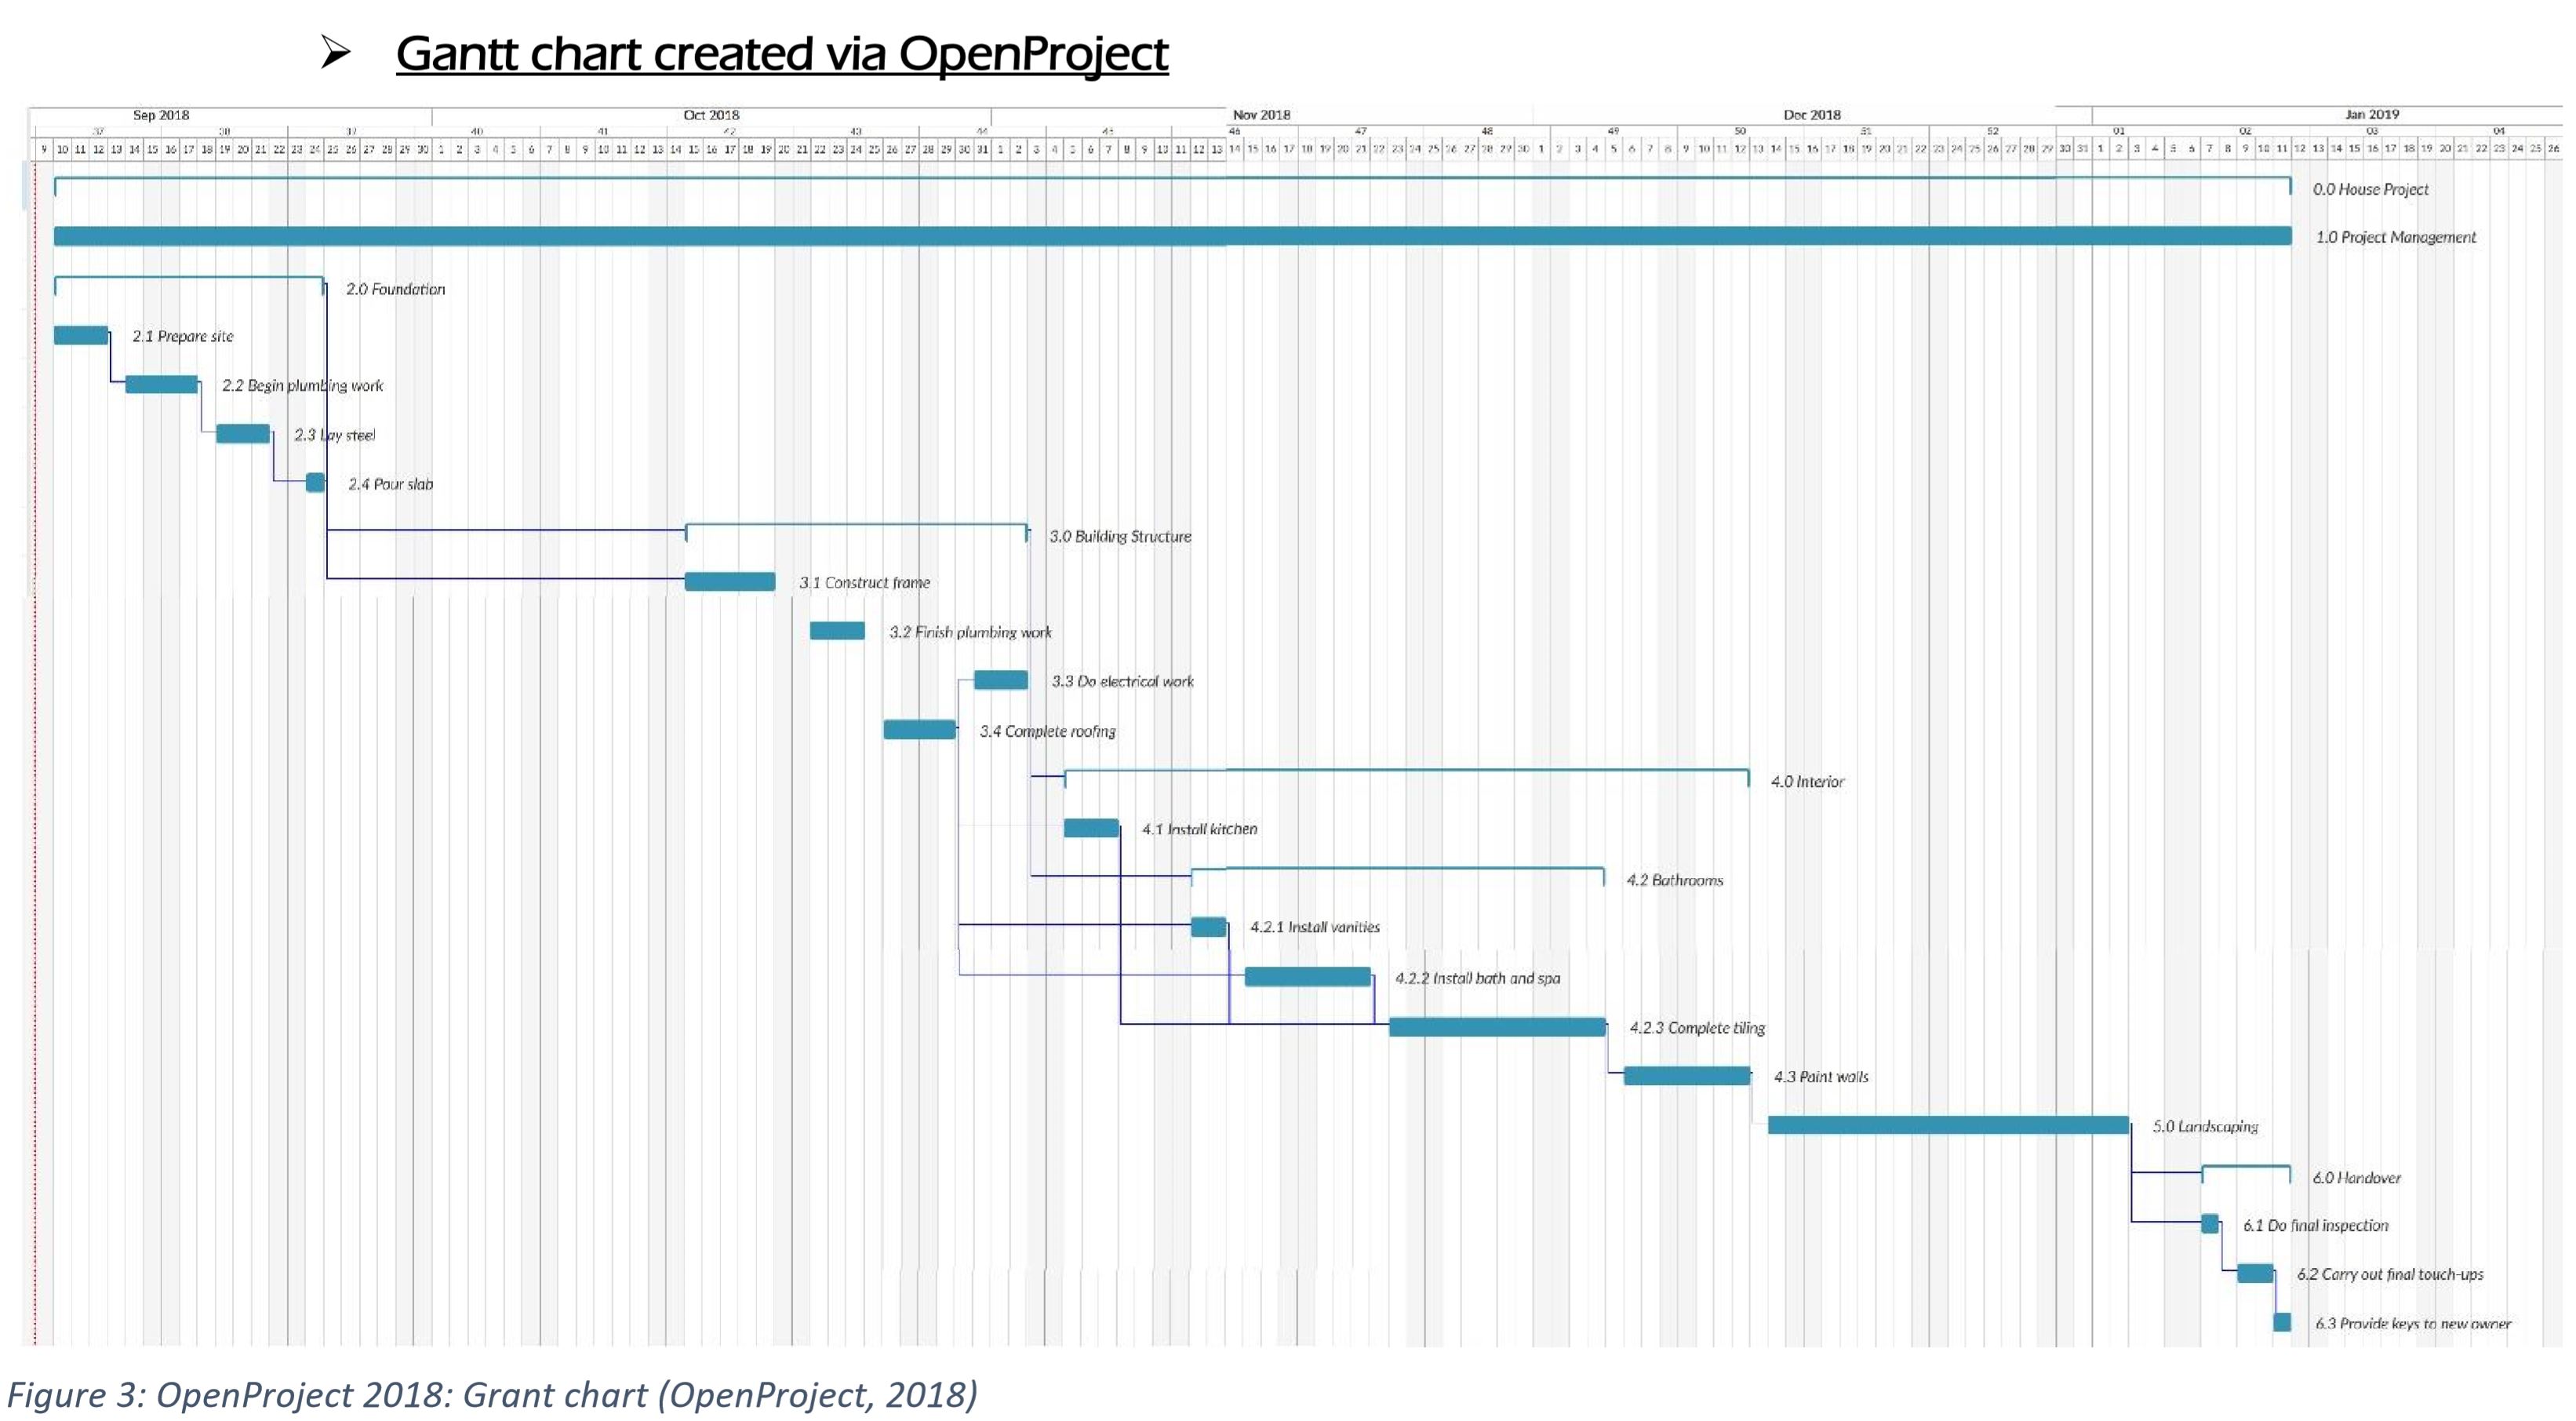 ➢ Gantt chart created via OpenProject
Sep 2018 Oct 2018 Nov 2018 Dec 2018 Jan 2019
37 38 39 40 41 42 43 44 45 46 47 48 49 50 51 52 01 02 03 04
9 10 11 12 13 14 15 16 17 18 19 20 21 22 23 24 25 26 27 28 29 30 1 2 3 4 5 6 7 8 9 10 11 12 13 14 15 16 17 18 19 20 21 22 23 24 25 26 27 28 29 30 31 1 2 3 4 5 6 7 8 9 10 11 12 13 14 15 16 17 18 19 20 21 22 23 24 25 26 27 28 29 30 1 2 3 4 5 6 7 8 9 10 11 12 13 14 15 16 17 18 19 20 21 22 23 24 25 26 27 28 29 30 31 1 2 3 4 5 6 7 8 9 10 11 12 13 14 15 16 17 18 19 20 21 22 23 24 25 26
0.0 House Project
1.0 Project Management
2.0 Foundation
2.1 Prepare site
2.2 Begin plumbing work
2.3 Lay steel
2.4 Pour slab
3.0 Building Structure
3.1 Construct frame
3.2 Finish plumbing work
3.3 Do electrical work
3.4 Complete roofing
4.0 Interior
4.1 Install kitchen
4.2 Bathrooms
4.2.1 Install vanities
4.2.2 Install bath and spa
4.2.3 Complete tiling
4.3 Paint walls
5.0 Landscaping
6.0 Handover
6.1 Do final inspection
6.2 Carry out final touch-ups
6.3 Provide keys to new owner
Figure 3: OpenProject 2018: Grant chart (OpenProject, 2018)